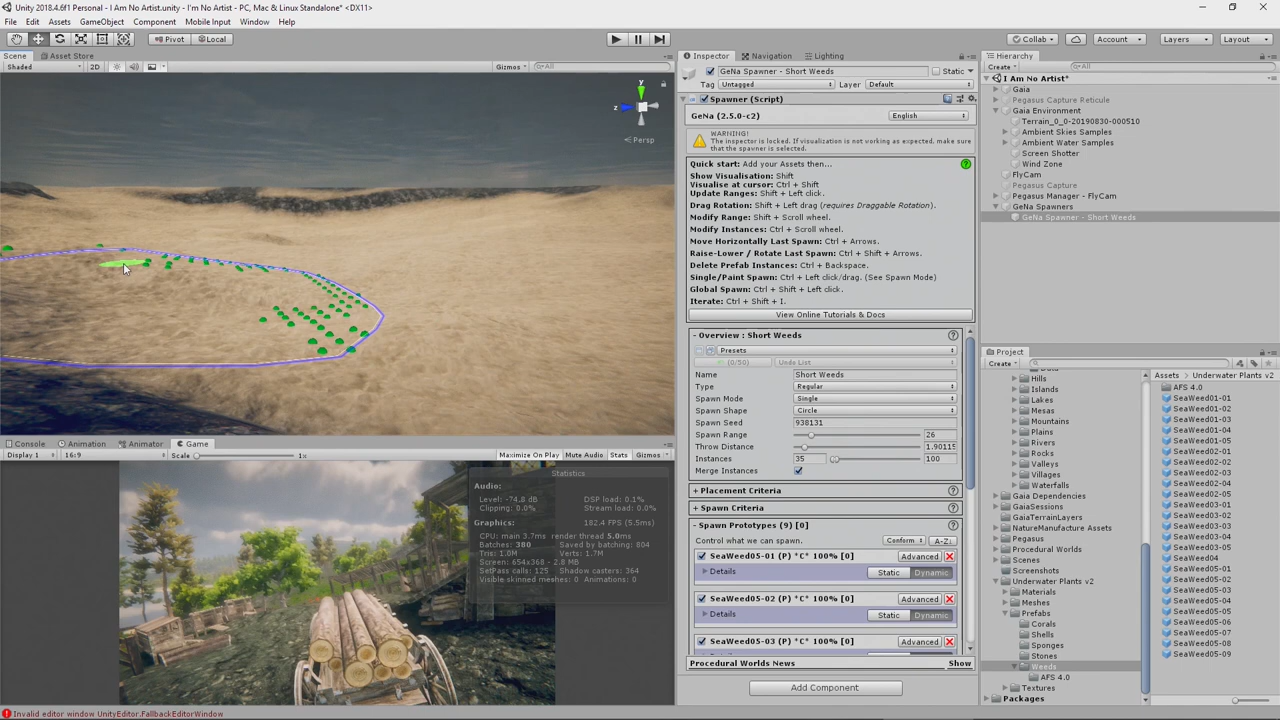 Unity 2018.4.6f1 Personal - I Am No Artist.unity - I'm No Artist - PC, Mac & Linux Standalone* <DX11>
File Edit Assets GameObject Component Mobile Input Window Help
Pivot Local
Collab Account Layers Layout
Scene Asset Store
Shaded 2D Gizmos All
y
z
Persp
Console Animation Animator Game
Display 1 16:9 Scale 1x Maximize On Play Mute Audio Stats Gizmos
Statistics
Audio:
Level: -74.8 dB DSP load: 0.1%
Clipping: 0.0% Stream load: 0.0%
Graphics: 182.4 FPS (5.5ms)
CPU: main 3.7ms render thread 5.0ms
Batches: 380 Saved by batching: 804
Tris: 1.0M Verts: 1.7M
Screen: 654x368 - 2.8 MB
SetPass calls: 125 Shadow casters: 364
Visible skinned meshes: 0 Animations: 0
Invalid editor window UnityEditor.FallbackEditorWindow
Inspector Navigation Lighting
GeNa Spawner - Short Weeds Static
Tag Untagged Layer Default
Spawner (Script)
GeNa (2.5.0-c2) English
WARNING!
The inspector is locked. If visualization is not working as expected, make sure
that the spawner is selected.
Quick start: Add your Assets then...
Show Visualisation: Shift
Visualise at cursor: Ctrl + Shift
Update Ranges: Shift + Left click.
Drag Rotation: Shift + Left drag (requires Draggable Rotation).
Modify Range: Shift + Scroll wheel.
Modify Instances: Ctrl + Scroll wheel.
Move Horizontally Last Spawn: Ctrl + Arrows.
Raise-Lower / Rotate Last Spawn: Ctrl + Shift + Arrows.
Delete Prefab Instances: Ctrl + Backspace.
Single/Paint Spawn: Ctrl + Left click/drag. (See Spawn Mode)
Global Spawn: Ctrl + Shift + Left click.
Iterate: Ctrl + Shift + I.
View Online Tutorials & Docs
- Overview : Short Weeds
Presets
(0/50) Undo List
Name Short Weeds
Type Regular
Spawn Mode Single
Spawn Shape Circle
Spawn Seed 938131
Spawn Range 26
Throw Distance 1.90115
Instances 35 100
Merge Instances
+ Placement Criteria
+ Spawn Criteria
- Spawn Prototypes (9) [0]
Control what we can spawn. Conform A-Z↓
SeaWeed05-01 (P) *C* 100% [0] Advanced
Details Static Dynamic
SeaWeed05-02 (P) *C* 100% [0] Advanced
Details Static Dynamic
SeaWeed05-03 (P) *C* 100% [0] Advanced
Procedural Worlds News Show
Add Component
Hierarchy
Create All
I Am No Artist*
Gaia
Pegasus Capture Reticule
Gaia Environment
Terrain_0_0-20190830-000510
Ambient Skies Samples
Ambient Water Samples
Screen Shotter
Wind Zone
FlyCam
Pegasus Capture
Pegasus Manager - FlyCam
GeNa Spawners
GeNa Spawner - Short Weeds
Project
Create
Hills
Islands
Lakes
Mesas
Mountains
Plains
Rivers
Rocks
Valleys
Villages
Waterfalls
Gaia Dependencies
GaiaSessions
GaiaTerrainLayers
NatureManufacture Assets
Pegasus
Procedural Worlds
Scenes
Screenshots
Underwater Plants v2
Materials
Meshes
Prefabs
Corals
Shells
Sponges
Stones
Weeds
AFS 4.0
Textures
Packages
Assets Underwater Plants v2
AFS 4.0
SeaWeed01-01
SeaWeed01-02
SeaWeed01-03
SeaWeed01-04
SeaWeed01-05
SeaWeed02-01
SeaWeed02-02
SeaWeed02-03
SeaWeed02-04
SeaWeed02-05
SeaWeed03-01
SeaWeed03-02
SeaWeed03-03
SeaWeed03-04
SeaWeed03-05
SeaWeed04
SeaWeed05-01
SeaWeed05-02
SeaWeed05-03
SeaWeed05-04
SeaWeed05-05
SeaWeed05-06
SeaWeed05-07
SeaWeed05-08
SeaWeed05-09